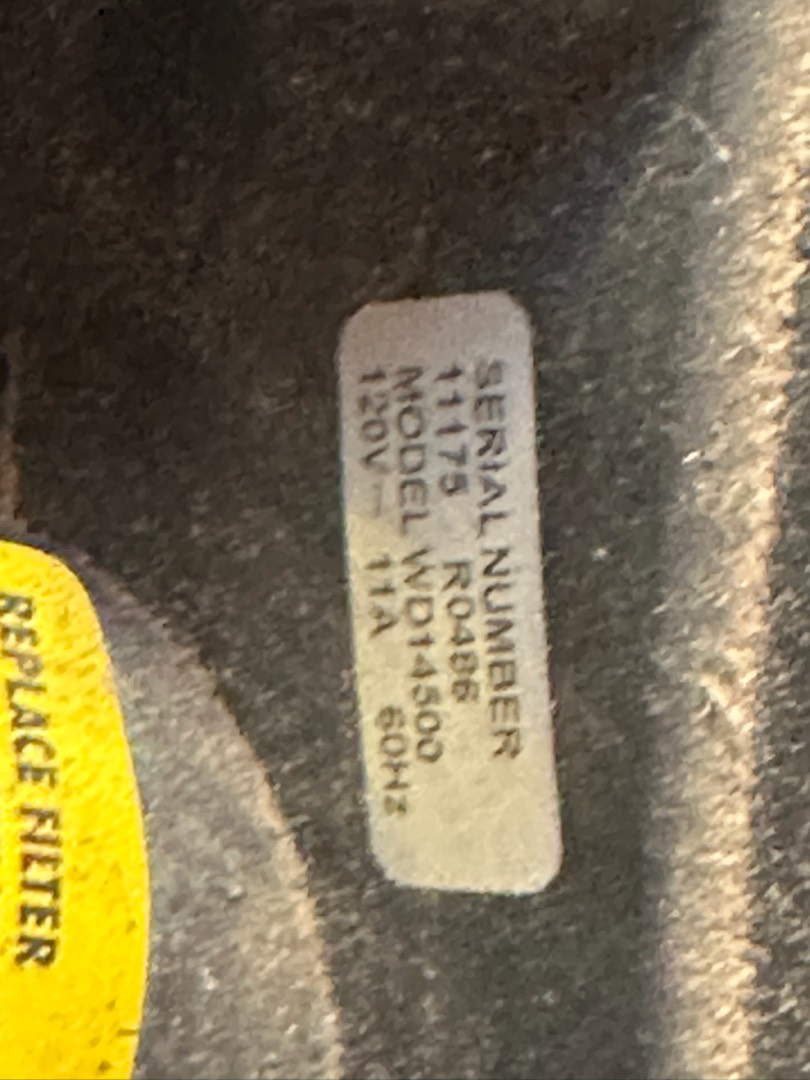 SERIAL NUMBER
11175 R0486
MODEL WD14500
120V~ 11A 60Hz
REPLACE FILTER